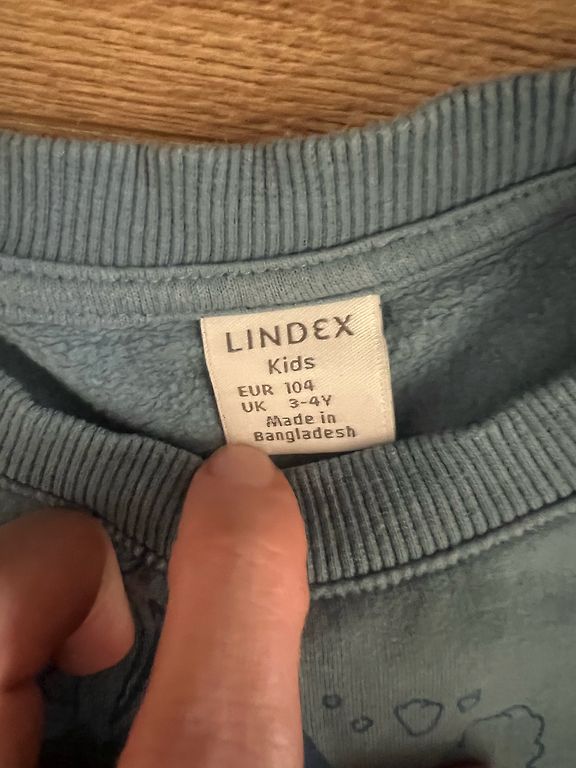 LINDEX
Kids
EUR 104
UK 3-4Y
Made in
Bangladesh